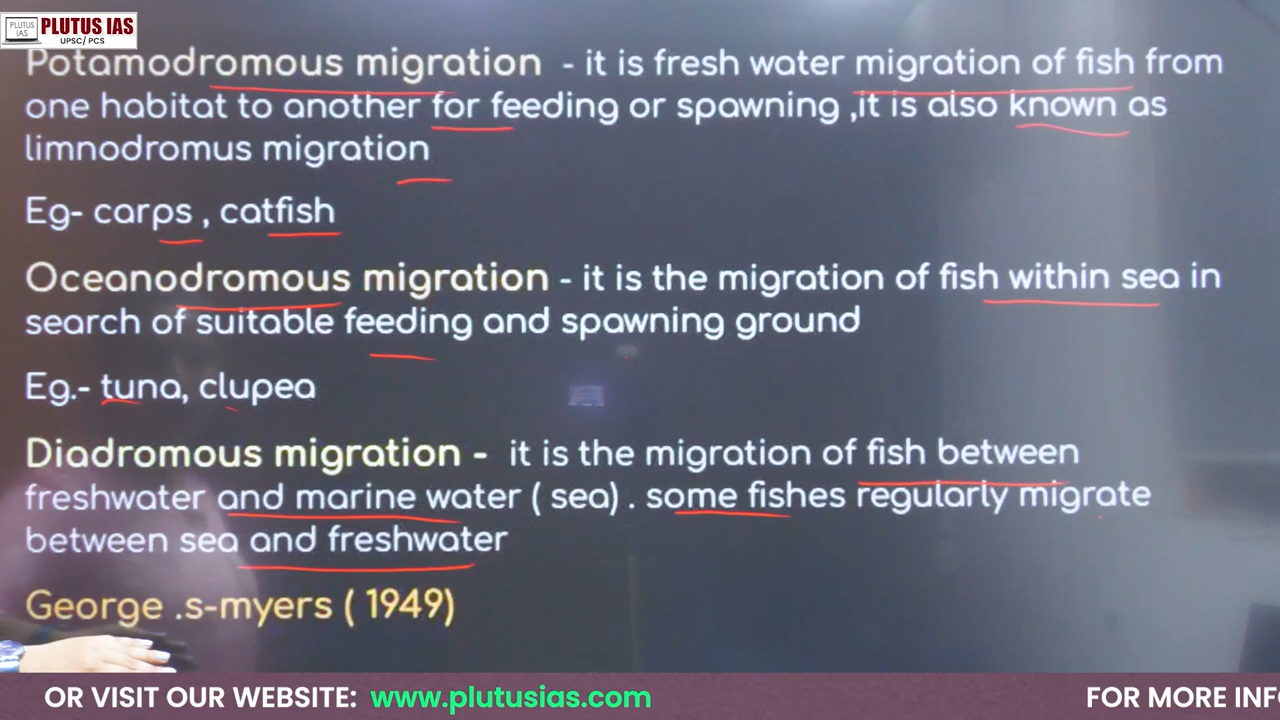 PLUTUS IAS
UPSC/ PCS
PLUTUS
IAS
Potamodromous migration - it is fresh water migration of fish from
one habitat to another for feeding or spawning ,it is also known as
limnodromus migration
Eg- carps , catfish
Oceanodromous migration - it is the migration of fish within sea in
search of suitable feeding and spawning ground
Eg.- tuna, clupea
Diadromous migration - it is the migration of fish between
freshwater and marine water ( sea) . some fishes regularly migrate
between sea and freshwater
George .s-myers ( 1949)
OR VISIT OUR WEBSITE: www.plutusias.com
FOR MORE INF